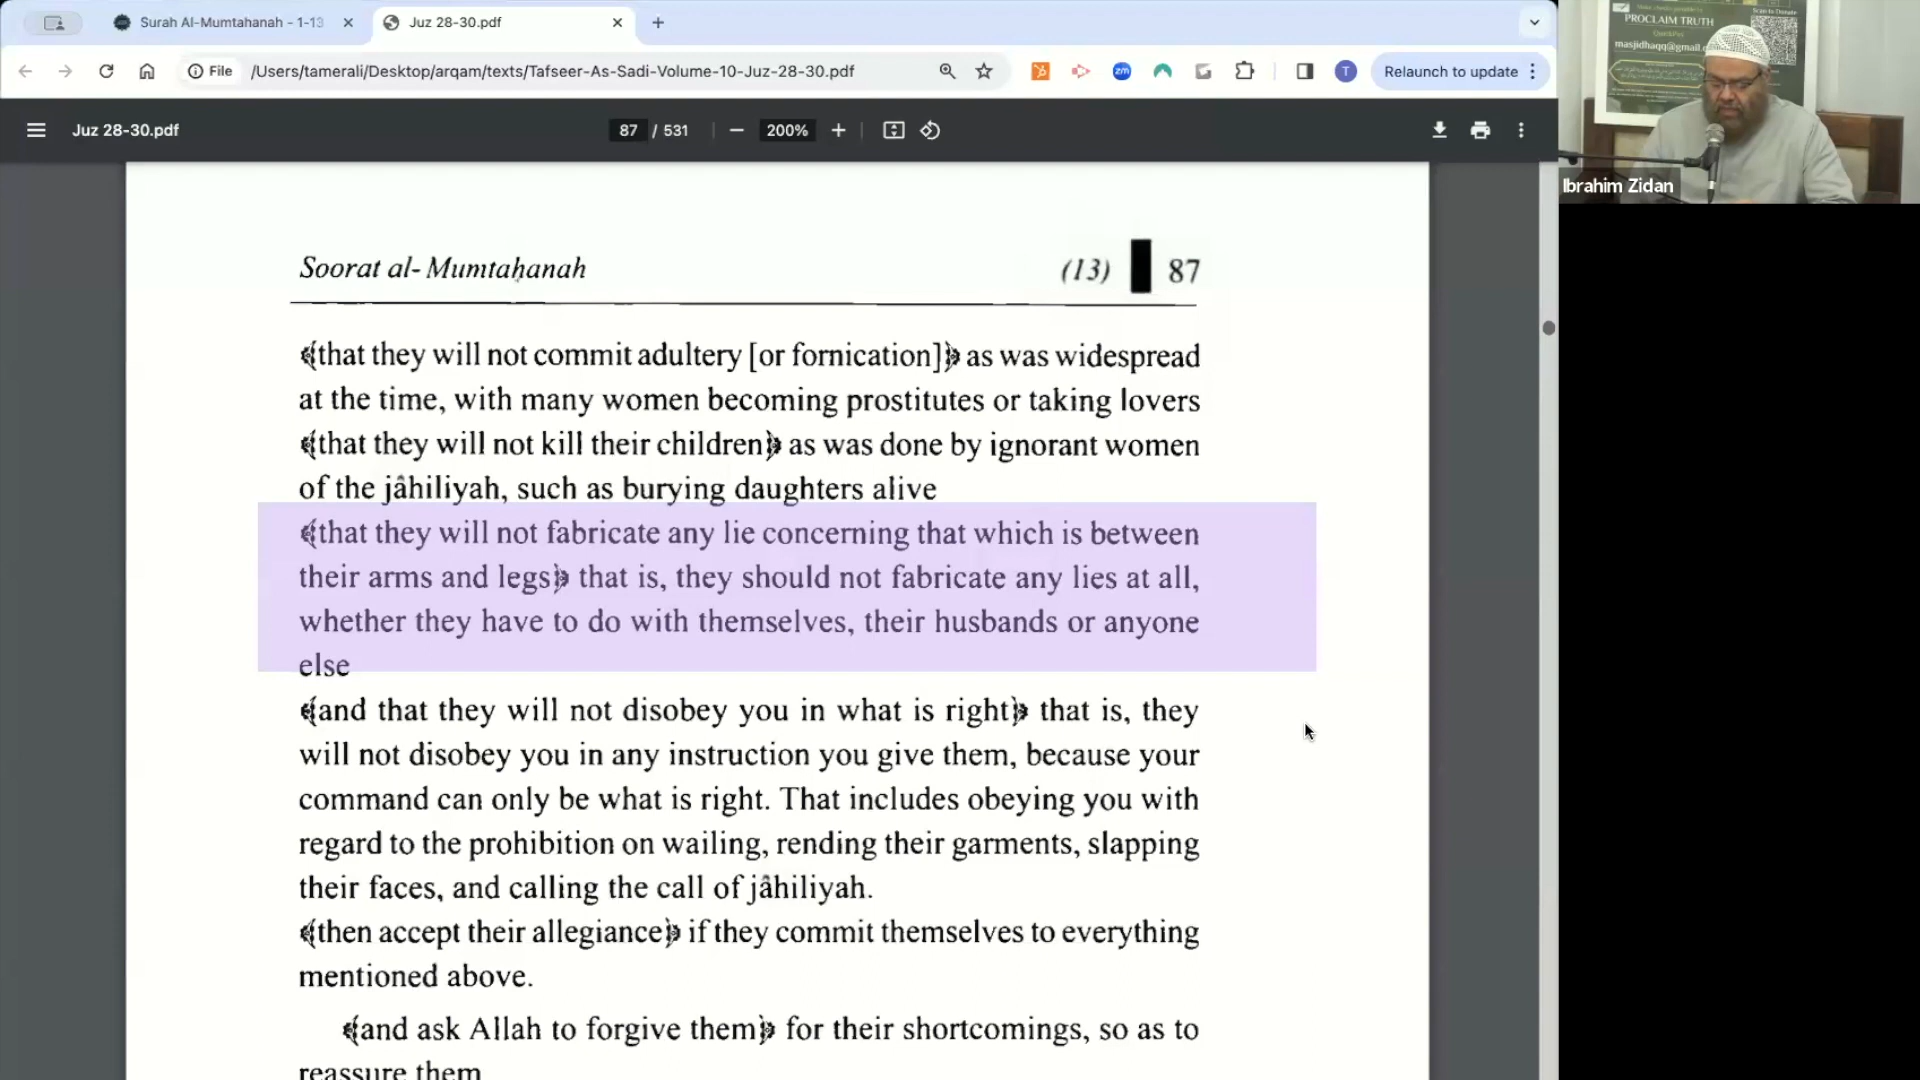 Surah Al-Mumtahanah - 1-13
Juz 28-30.pdf
File
/Users/tamerali/Desktop/arqam/texts/Tafseer-As-Sadi-Volume-10-Juz-28-30.pdf
zm
T
Relaunch to update
Juz 28-30.pdf
87 / 531
200%
PROCLAIM TRUTH
Scan to Donate
Ibrahim Zidan
Soorat al-Mumtaḥanah
(13) 87
﴾that they will not commit adultery [or fornication]﴿ as was widespread
at the time, with many women becoming prostitutes or taking lovers
﴾that they will not kill their children﴿ as was done by ignorant women
of the jâhiliyah, such as burying daughters alive
﴾that they will not fabricate any lie concerning that which is between
their arms and legs﴿ that is, they should not fabricate any lies at all,
whether they have to do with themselves, their husbands or anyone
else
﴾and that they will not disobey you in what is right﴿ that is, they
will not disobey you in any instruction you give them, because your
command can only be what is right. That includes obeying you with
regard to the prohibition on wailing, rending their garments, slapping
their faces, and calling the call of jâhiliyah.
﴾then accept their allegiance﴿ if they commit themselves to everything
mentioned above.
﴾and ask Allah to forgive them﴿ for their shortcomings, so as to
reassure them